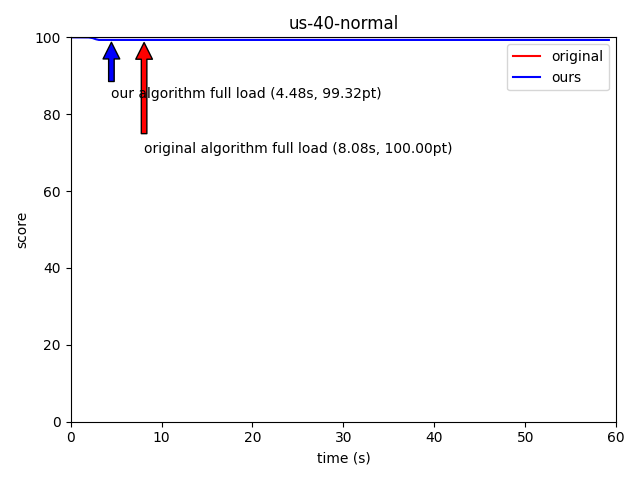 us-40-normal
original
ours
our algorithm full load (4.48s, 99.32pt)
original algorithm full load (8.08s, 100.00pt)
score
100
80
60
40
20
0
0 10 20 30 40 50 60
time (s)